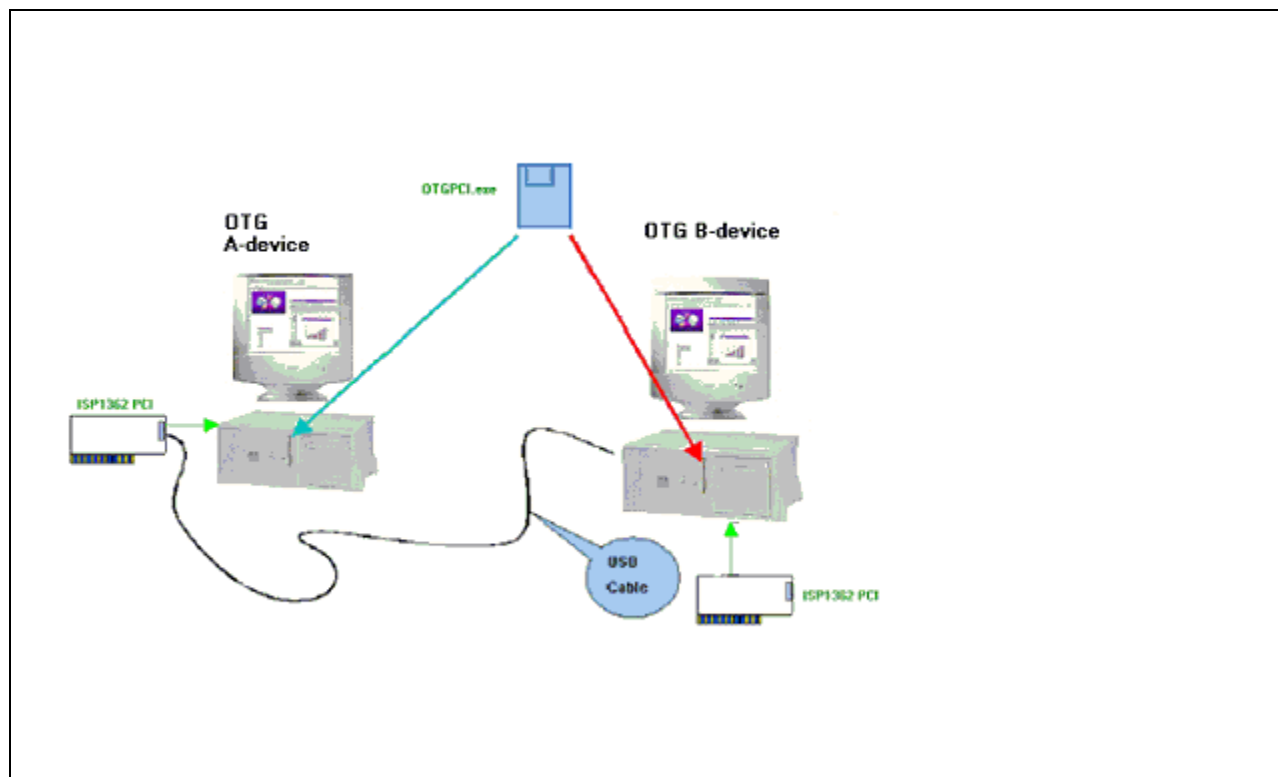 OTGPCI.exe
OTG
A-device
OTG B-device
ISP1362 PCI
USB
Cable
ISP1362 PCI